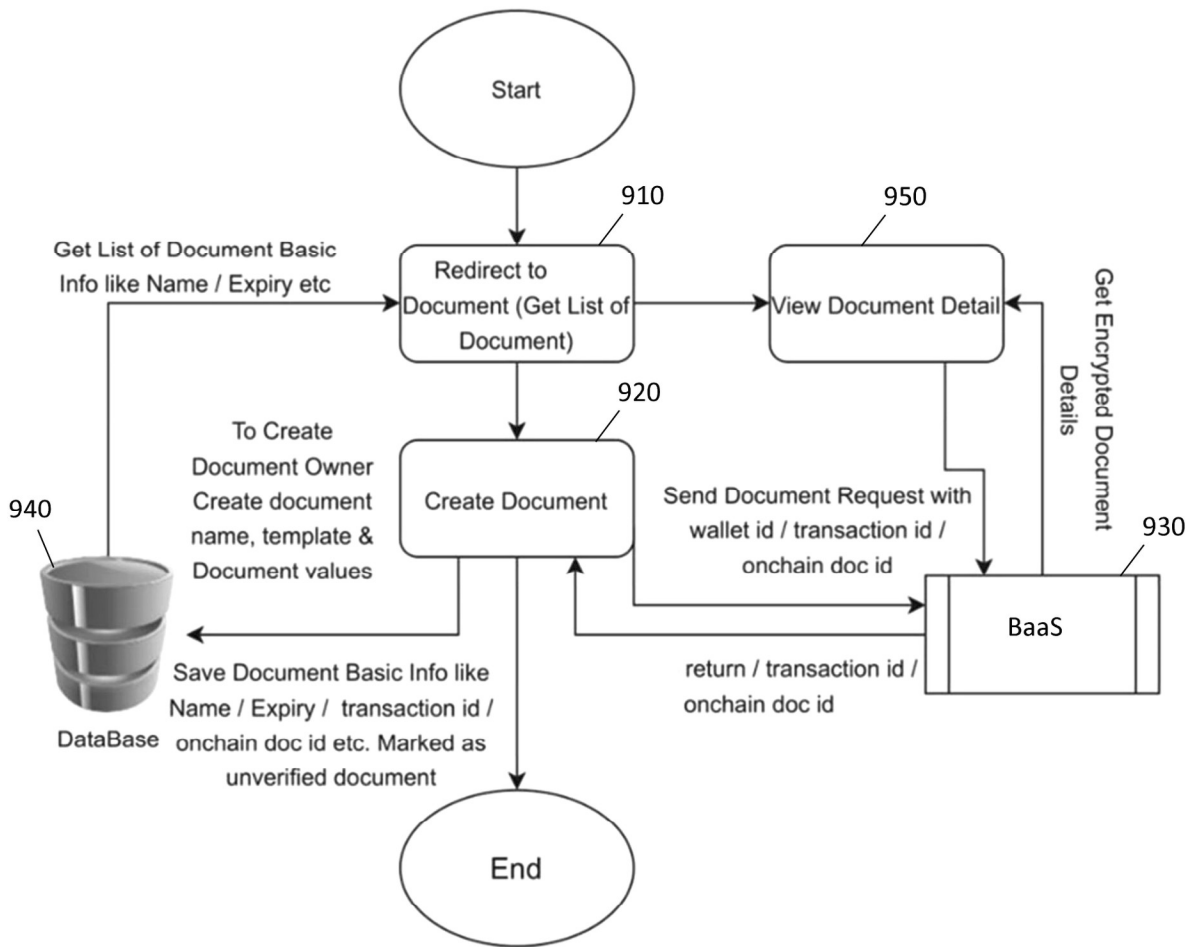 Start
910
950
Get List of Document Basic
Info like Name / Expiry etc
Redirect to
Document (Get List of
Document)
View Document Detail
Get Encrypted Document
Details
920
To Create
Document Owner
Create document
name, template &
Document values
Create Document
Send Document Request with
wallet id / transaction id /
onchain doc id
940
930
BaaS
return / transaction id /
onchain doc id
Save Document Basic Info like
Name / Expiry / transaction id /
onchain doc id etc. Marked as
unverified document
DataBase
End